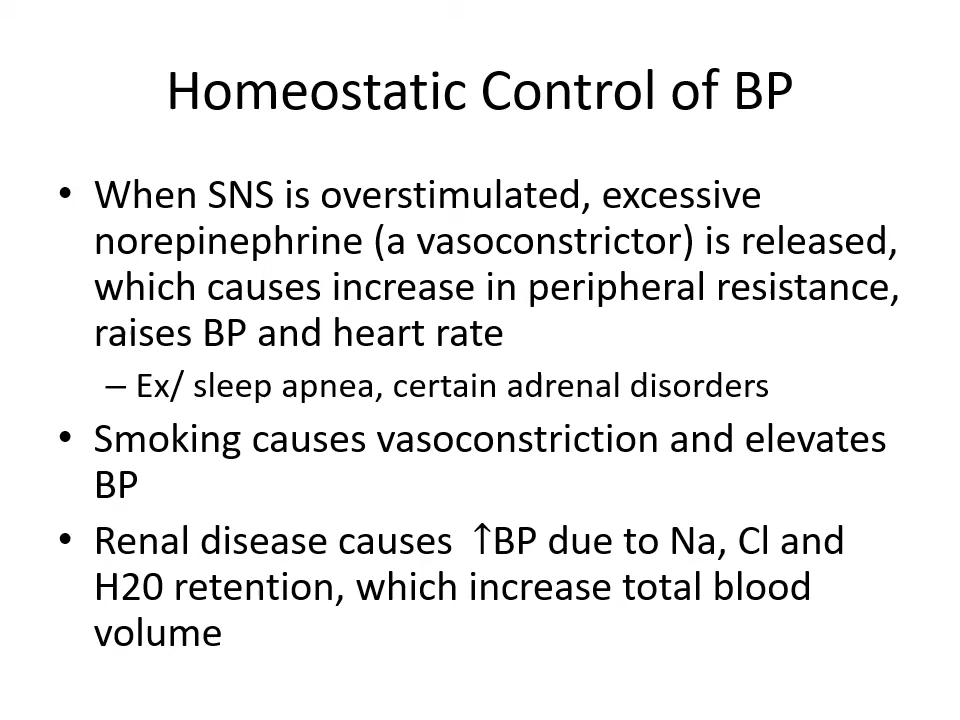 Homeostatic Control of BP
• When SNS is overstimulated, excessive
norepinephrine (a vasoconstrictor) is released,
which causes increase in peripheral resistance,
raises BP and heart rate
– Ex/ sleep apnea, certain adrenal disorders
• Smoking causes vasoconstriction and elevates
BP
• Renal disease causes ↑BP due to Na, Cl and
H20 retention, which increase total blood
volume